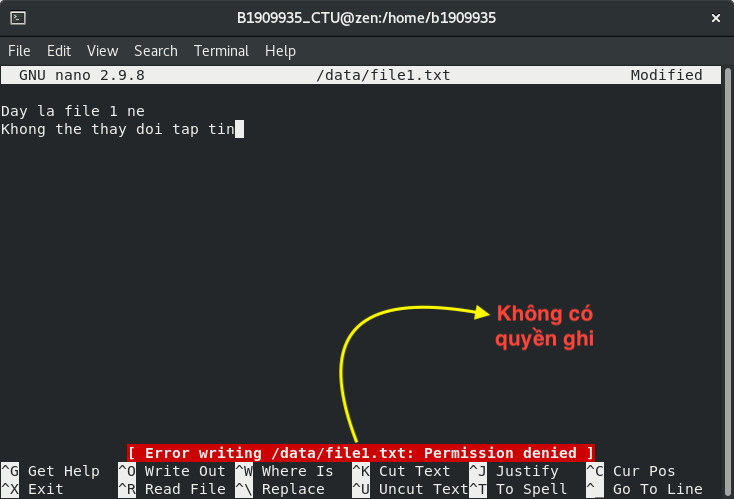 B1909935_CTU@zen:/home/b1909935
File Edit View Search Terminal Help
GNU nano 2.9.8 /data/file1.txt Modified
Day la file 1 ne
Khong the thay doi tap tin
Không có
quyền ghi
[ Error writing /data/file1.txt: Permission denied ]
^G Get Help ^O Write Out ^W Where Is ^K Cut Text ^J Justify ^C Cur Pos
^X Exit ^R Read File ^\ Replace ^U Uncut Text ^T To Spell ^_ Go To Line